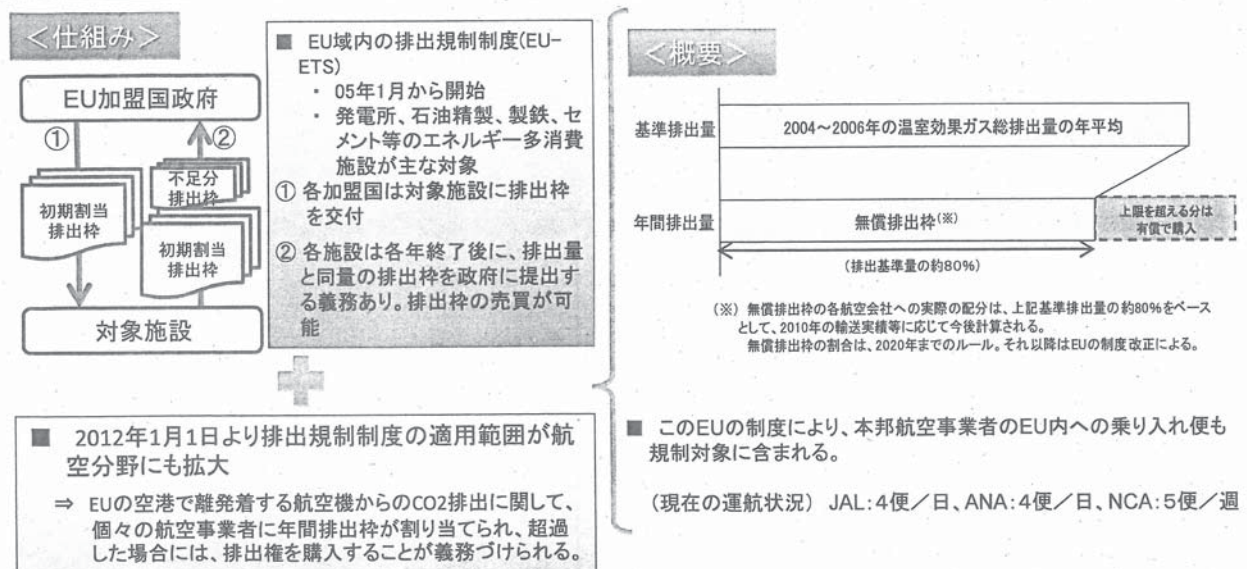 ＜仕組み＞
EU加盟国政府
①
②
不足分
排出枠
初期割当
排出枠
初期割当
排出枠
対象施設
■ EU域内の排出規制制度(EU-
ETS)
・ 05年1月から開始
・ 発電所、石油精製、製鉄、セ
メント等のエネルギー多消費
施設が主な対象
① 各加盟国は対象施設に排出枠
を交付
② 各施設は各年終了後に、排出量
と同量の排出枠を政府に提出す
る義務あり。排出枠の売買が可
能
■ 2012年1月1日より排出規制制度の適用範囲が航
空分野にも拡大
⇒ EUの空港で離発着する航空機からのCO2排出に関して、
個々の航空事業者に年間排出枠が割り当てられ、超過
した場合には、排出権を購入することが義務づけられる。
＜概要＞
基準排出量
2004～2006年の温室効果ガス総排出量の年平均
年間排出量
無償排出枠(※)
上限を超える分は
有償で購入
(排出基準量の約80%)
(※) 無償排出枠の各航空会社への実際の配分は、上記基準排出量の約80%をベース
として、2010年の輸送実績等に応じて今後計算される。
無償排出枠の割合は、2020年までのルール。それ以降はEUの制度改正による。
■ このEUの制度により、本邦航空事業者のEU内への乗り入れ便も
規制対象に含まれる。
(現在の運航状況) JAL：4便／日、ANA：4便／日、NCA：5便／週